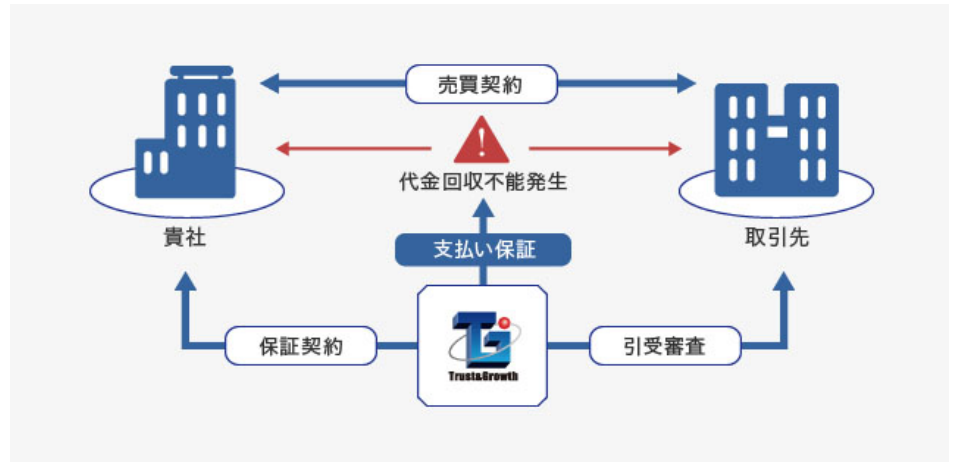 売買契約
代金回収不能発生
貴社
取引先
支払い保証
保証契約
引受審査
TG
Trust&Growth